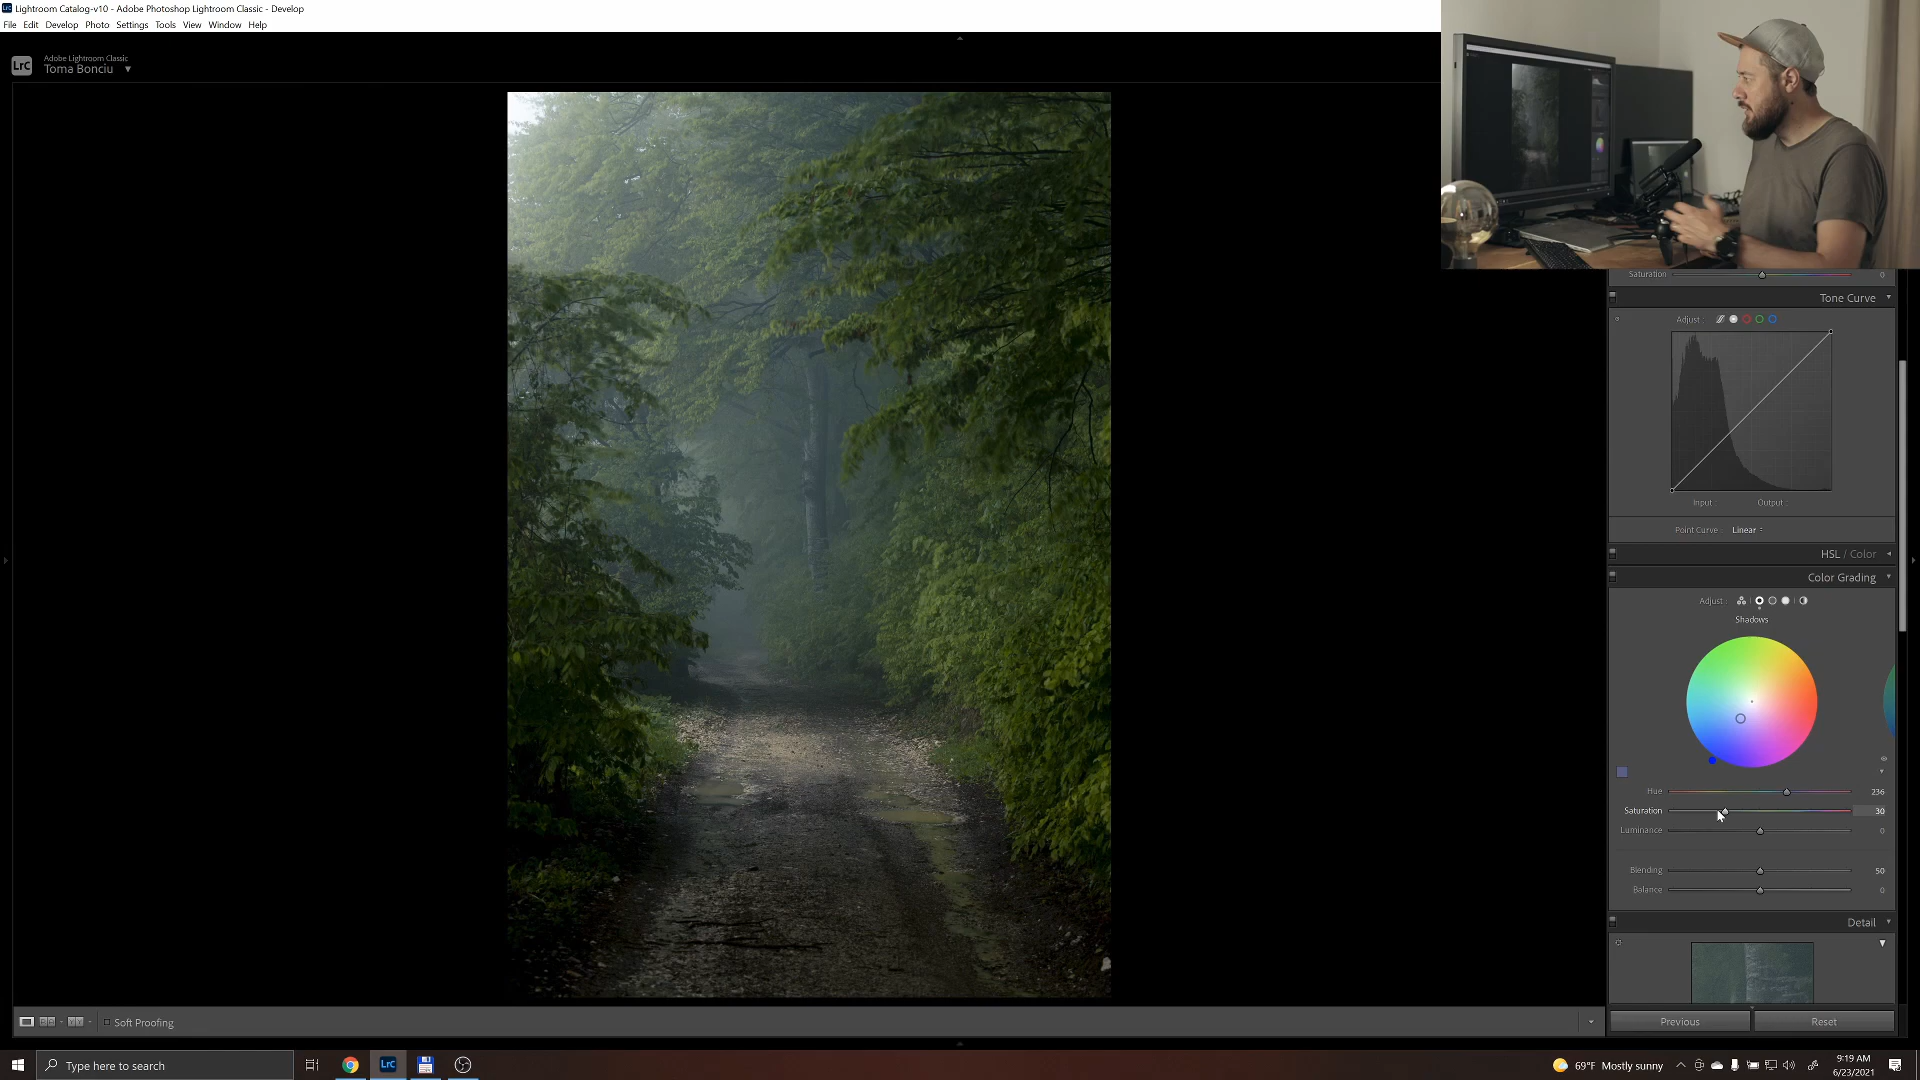 Lightroom Catalog-v10 - Adobe Photoshop Lightroom Classic - Develop
File Edit Develop Photo Settings Tools View Window Help
LrC
Adobe Lightroom Classic
Toma Bonciu
Saturation 0
Tone Curve
Adjust :
Input :
Output :
Point Curve : Linear
HSL / Color
Color Grading
Adjust :
Shadows
Hue 236
Saturation 30
Luminance 0
Blending 50
Balance 0
Detail
Soft Proofing
Previous Reset
Type here to search
LrC
69°F Mostly sunny
9:19 AM
6/23/2021